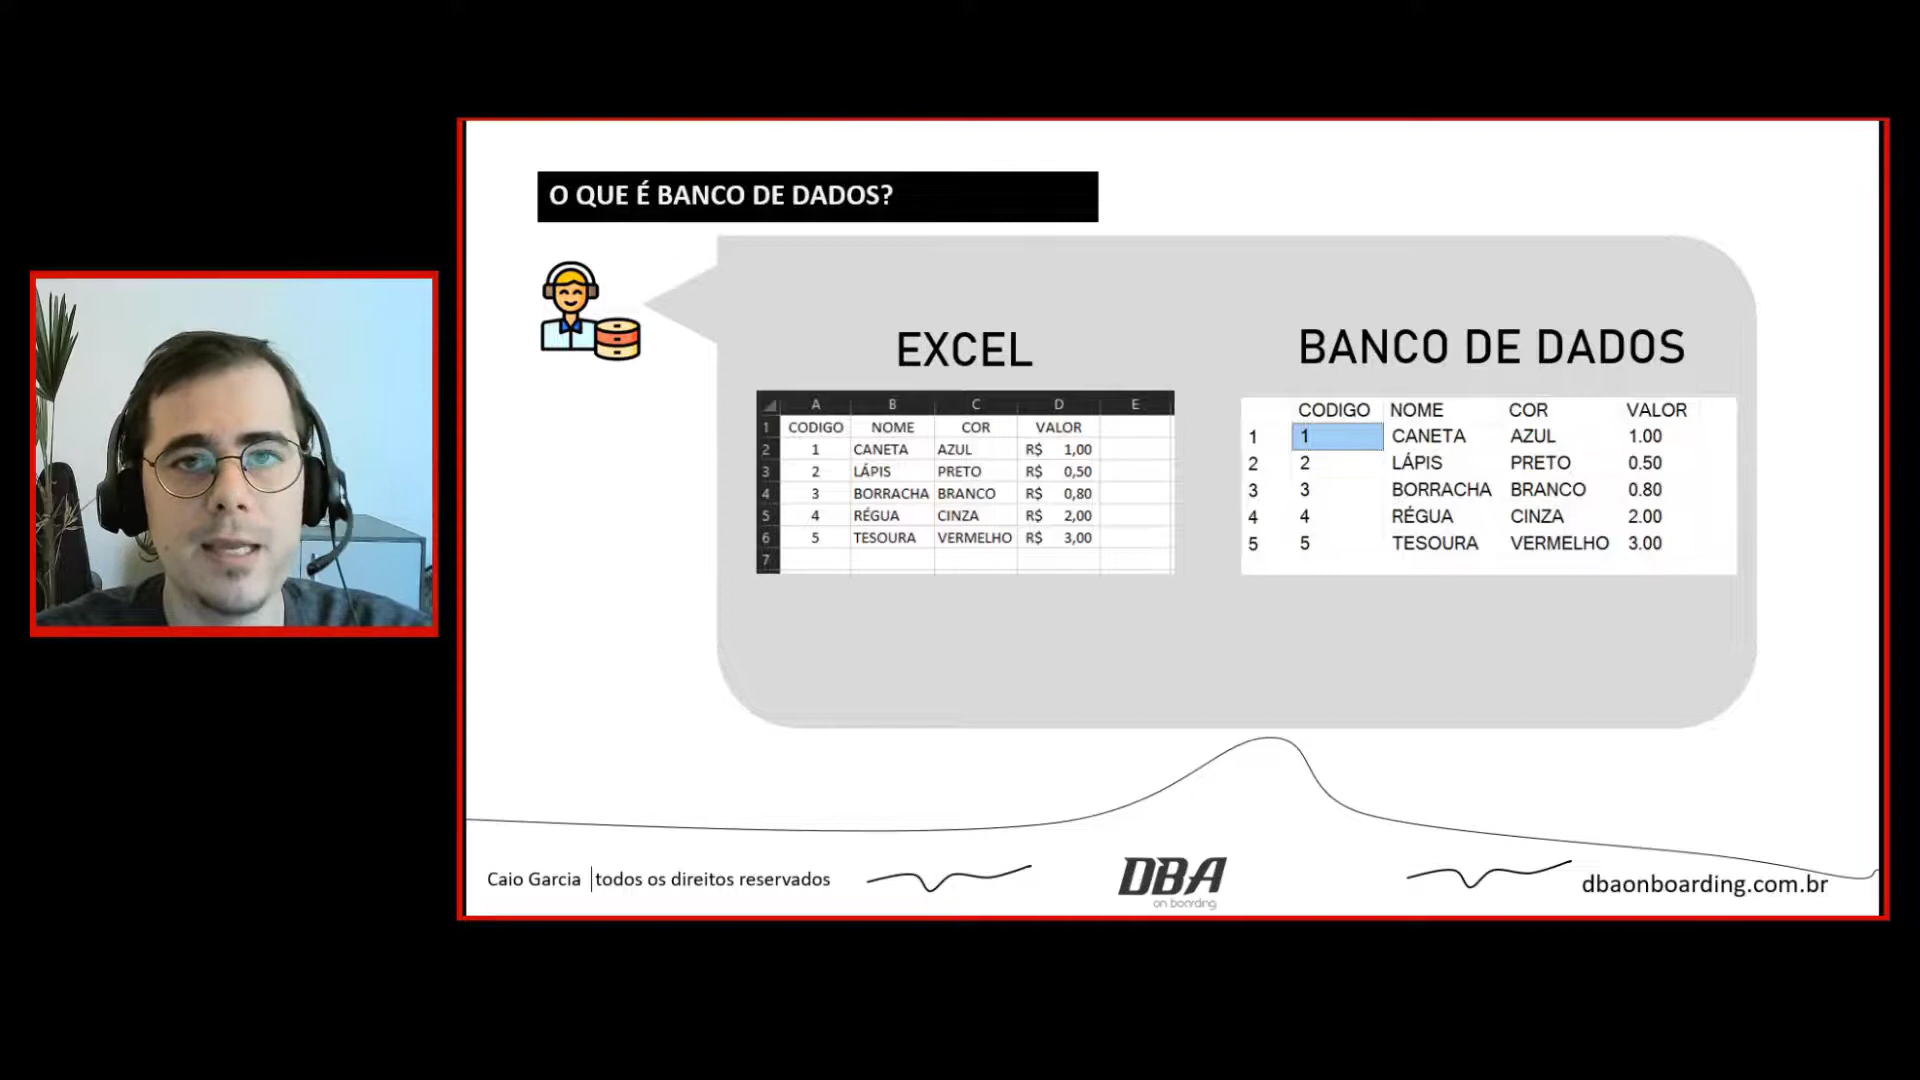 O QUE É BANCO DE DADOS?
EXCEL
A B C D E
1 CODIGO NOME COR VALOR
2 1 CANETA AZUL R$ 1,00
3 2 LÁPIS PRETO R$ 0,50
4 3 BORRACHA BRANCO R$ 0,80
5 4 RÉGUA CINZA R$ 2,00
6 5 TESOURA VERMELHO R$ 3,00
7
BANCO DE DADOS
CODIGO NOME COR VALOR
1 1 CANETA AZUL 1.00
2 2 LÁPIS PRETO 0.50
3 3 BORRACHA BRANCO 0.80
4 4 RÉGUA CINZA 2.00
5 5 TESOURA VERMELHO 3.00
Caio Garcia | todos os direitos reservados
DBA
on boarding
dbaonboarding.com.br